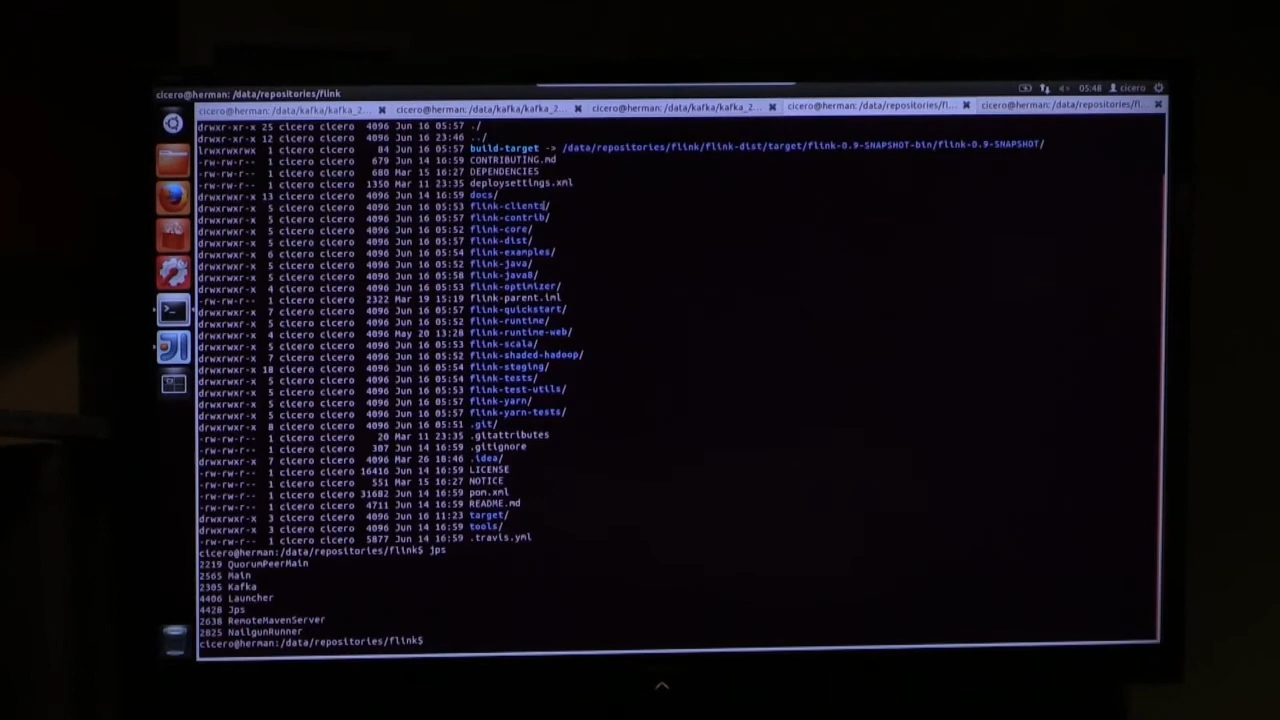 cicero@herman: /data/repositories/flink
05:48 cicero
cicero@herman: /data/kafka/kafka_2... cicero@herman: /data/kafka/kafka_2... cicero@herman: /data/kafka/kafka_2... cicero@herman: /data/repositories/fl... cicero@herman: /data/repositories/fl...
drwxr-xr-x 25 cicero cicero 4096 Jun 16 05:57 ./
drwxr-xr-x 12 cicero cicero 4096 Jun 16 23:46 ../
lrwxrwxrwx 1 cicero cicero 84 Jun 16 05:57 build-target -> /data/repositories/flink/flink-dist/target/flink-0.9-SNAPSHOT-bin/flink-0.9-SNAPSHOT/
-rw-rw-r-- 1 cicero cicero 679 Jun 14 16:59 CONTRIBUTING.md
-rw-rw-r-- 1 cicero cicero 680 Mar 15 16:27 DEPENDENCIES
-rw-rw-r-- 1 cicero cicero 1350 Mar 11 23:35 deploysettings.xml
drwxrwxr-x 13 cicero cicero 4096 Jun 14 16:59 docs/
drwxrwxr-x 5 cicero cicero 4096 Jun 16 05:53 flink-clients/
drwxrwxr-x 5 cicero cicero 4096 Jun 16 05:57 flink-contrib/
drwxrwxr-x 5 cicero cicero 4096 Jun 16 05:52 flink-core/
drwxrwxr-x 5 cicero cicero 4096 Jun 16 05:57 flink-dist/
drwxrwxr-x 6 cicero cicero 4096 Jun 16 05:54 flink-examples/
drwxrwxr-x 5 cicero cicero 4096 Jun 16 05:52 flink-java/
drwxrwxr-x 5 cicero cicero 4096 Jun 16 05:58 flink-java8/
drwxrwxr-x 4 cicero cicero 4096 Jun 16 05:53 flink-optimizer/
-rw-rw-r-- 1 cicero cicero 2322 Mar 19 15:19 flink-parent.iml
drwxrwxr-x 7 cicero cicero 4096 Jun 16 05:57 flink-quickstart/
drwxrwxr-x 5 cicero cicero 4096 Jun 16 05:52 flink-runtime/
drwxrwxr-x 4 cicero cicero 4096 May 20 13:28 flink-runtime-web/
drwxrwxr-x 5 cicero cicero 4096 Jun 16 05:53 flink-scala/
drwxrwxr-x 7 cicero cicero 4096 Jun 16 05:52 flink-shaded-hadoop/
drwxrwxr-x 18 cicero cicero 4096 Jun 16 05:54 flink-staging/
drwxrwxr-x 5 cicero cicero 4096 Jun 16 05:54 flink-tests/
drwxrwxr-x 5 cicero cicero 4096 Jun 16 05:53 flink-test-utils/
drwxrwxr-x 5 cicero cicero 4096 Jun 16 05:57 flink-yarn/
drwxrwxr-x 5 cicero cicero 4096 Jun 16 05:57 flink-yarn-tests/
drwxrwxr-x 8 cicero cicero 4096 Jun 16 05:51 .git/
-rw-rw-r-- 1 cicero cicero 20 Mar 11 23:35 .gitattributes
-rw-rw-r-- 1 cicero cicero 307 Jun 14 16:59 .gitignore
drwxrwxr-x 7 cicero cicero 4096 Mar 26 18:46 .idea/
-rw-rw-r-- 1 cicero cicero 16416 Jun 14 16:59 LICENSE
-rw-rw-r-- 1 cicero cicero 551 Mar 15 16:27 NOTICE
-rw-rw-r-- 1 cicero cicero 31682 Jun 14 16:59 pom.xml
-rw-rw-r-- 1 cicero cicero 4711 Jun 14 16:59 README.md
drwxrwxr-x 3 cicero cicero 4096 Jun 16 11:23 target/
drwxrwxr-x 3 cicero cicero 4096 Jun 14 16:59 tools/
-rw-rw-r-- 1 cicero cicero 5877 Jun 14 16:59 .travis.yml
cicero@herman:/data/repositories/flink$ jps
2219 QuorumPeerMain
2565 Main
2305 Kafka
4406 Launcher
4428 Jps
2638 RemoteMavenServer
2825 NailgunRunner
cicero@herman:/data/repositories/flink$